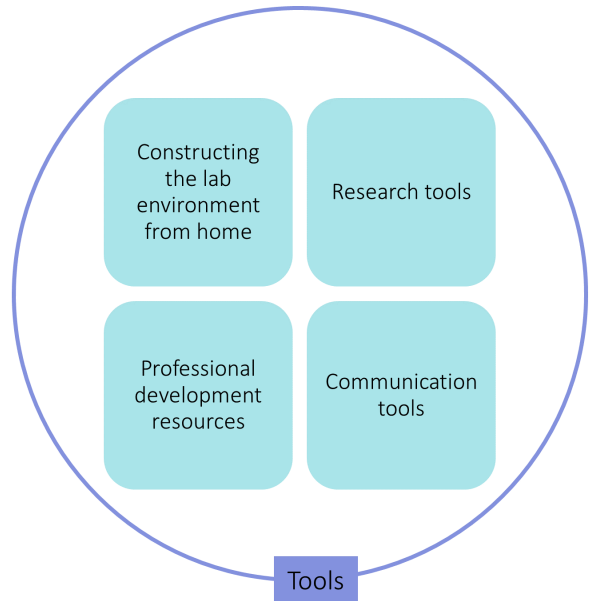 Constructing
the lab
environment
from home
Research tools
Professional
development
resources
Communication
tools
Tools